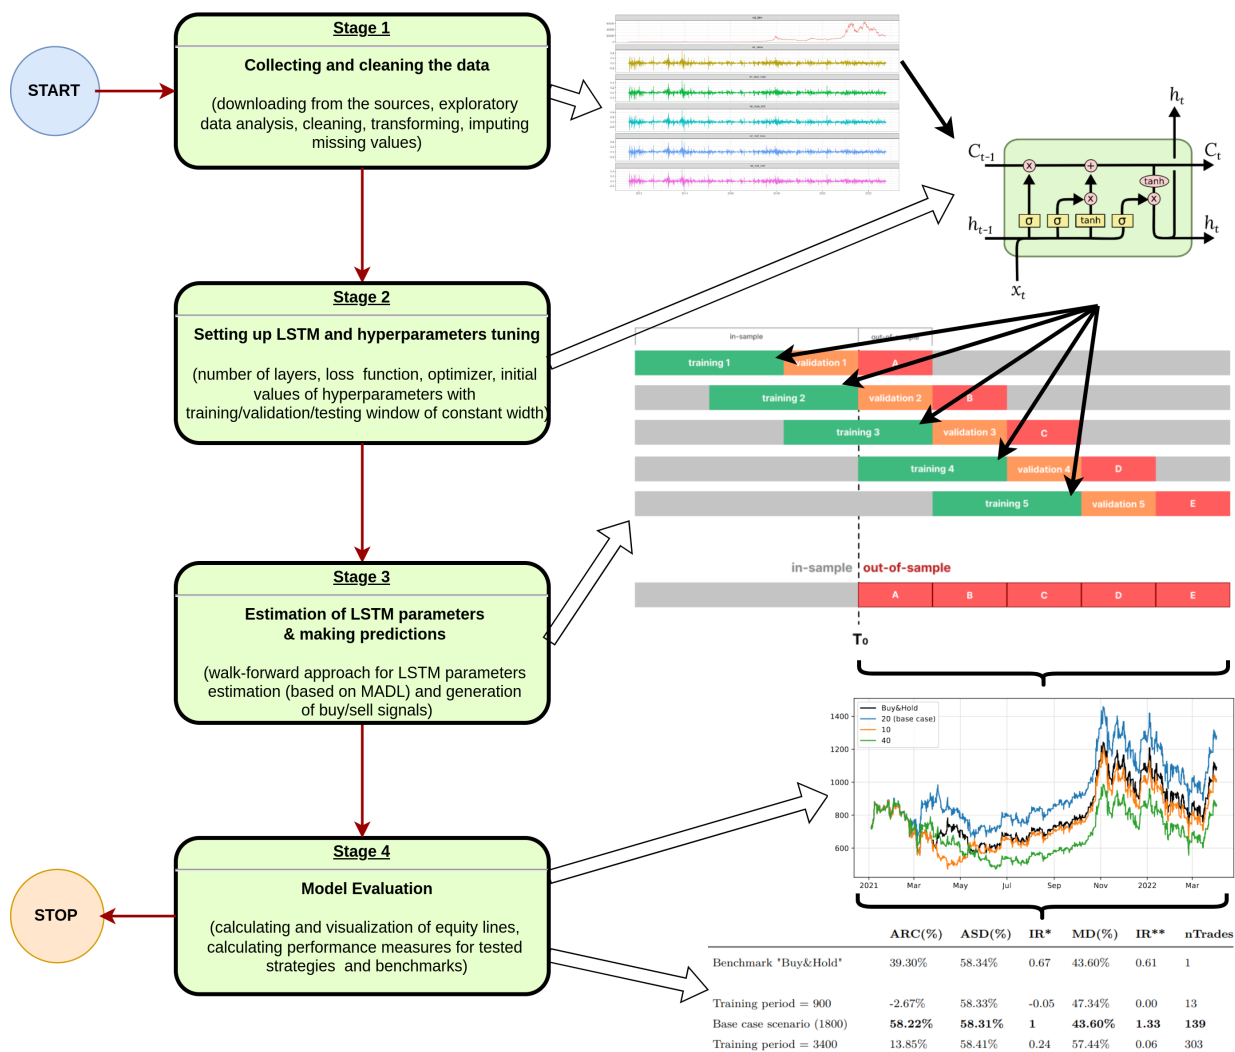 START
Stage 1
Collecting and cleaning the data
(downloading from the sources, exploratory
data analysis, cleaning, transforming, imputing
missing values)
Stage 2
Setting up LSTM and hyperparameters tuning
(number of layers, loss function, optimizer, initial
values of hyperparameters with
training/validation/testing window of constant width)
Stage 3
Estimation of LSTM parameters
& making predictions
(walk-forward approach for LSTM parameters
estimation (based on MADL) and generation
of buy/sell signals)
Stage 4
Model Evaluation
(calculating and visualization of equity lines,
calculating performance measures for tested
strategies and benchmarks)
STOP
h_t
C_{t-1} x + C_t
tanh
x x
σ σ tanh σ
h_{t-1} h_t
x_t
in-sample out-of-sample
training 1 validation 1 A
training 2 validation 2 B
training 3 validation 3 C
training 4 validation 4 D
training 5 validation 5 E
in-sample out-of-sample
A B C D E
T₀
Buy&Hold
20 (base case)
10
40
1400
1200
1000
800
600
2021 Mar May Jul Sep Nov 2022 Mar
ARC(%) ASD(%) IR* MD(%) IR** nTrades
Benchmark "Buy&Hold" 39.30% 58.34% 0.67 43.60% 0.61 1
Training period = 900 -2.67% 58.33% -0.05 47.34% 0.00 13
Base case scenario (1800) 58.22% 58.31% 1 43.60% 1.33 139
Training period = 3400 13.85% 58.41% 0.24 57.44% 0.06 303